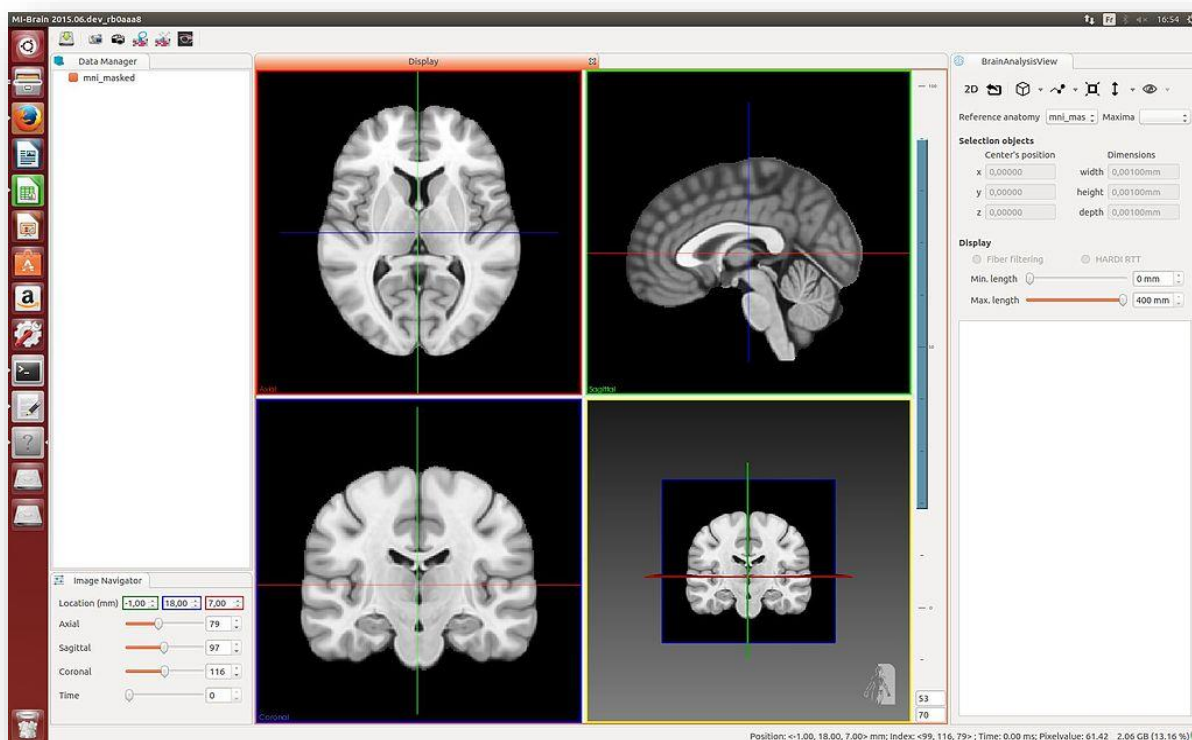 MI-Brain 2015.06.dev_rb0aaa8
Fr 16:54
Data Manager
mni_masked
Display
Axial
Sagittal
Coronal
BrainAnalysisView
2D
Reference anatomy mni_mas Maxima
Selection objects
Center's position Dimensions
x 0,00000 width 0,00100mm
y 0,00000 height 0,00100mm
z 0,00000 depth 0,00100mm
Display
Fiber filtering HARDI RTT
Min. length 0 mm
Max. length 400 mm
Image Navigator
Location (mm) -1,00 18,00 7,00
Axial 79
Sagittal 97
Coronal 116
Time 0
53
70
Position: <-1.00, 18.00, 7.00> mm; Index: <99, 116, 79> ; Time: 0.00 ms; Pixelvalue: 61.42 2.06 GB (13.16 %)